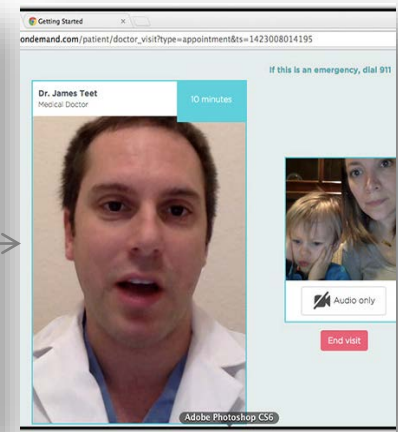 Getting Started
ondemand.com/patient/doctor_visit?type=appointment&ts=1423008014195
If this is an emergency, dial 911
Dr. James Teet
Medical Doctor
10 minutes
Audio only
End visit
Adobe Photoshop CS6